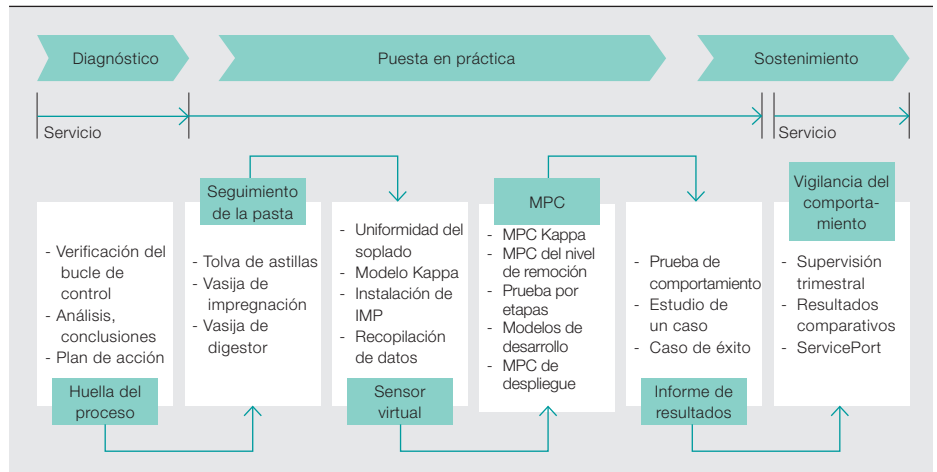 Diagnóstico
Puesta en práctica
Sostenimiento
Servicio
Servicio
- Verificación del
bucle de
control
- Análisis,
conclusiones
- Plan de acción
Huella del
proceso
Seguimiento
de la pasta
- Tolva de astillas
- Vasija de
impregnación
- Vasija de
digestor
- Uniformidad del
soplado
- Modelo Kappa
- Instalación de
IMP
- Recopilación
de datos
Sensor
virtual
MPC
- MPC Kappa
- MPC del nivel
de remoción
- Prueba por
etapas
- Modelos de
desarrollo
- MPC de
despliegue
- Prueba de
comportamiento
- Estudio de
un caso
- Caso de éxito
Informe de
resultados
Vigilancia del
comporta-
miento
- Supervisión
trimestral
- Resultados
comparativos
- ServicePort